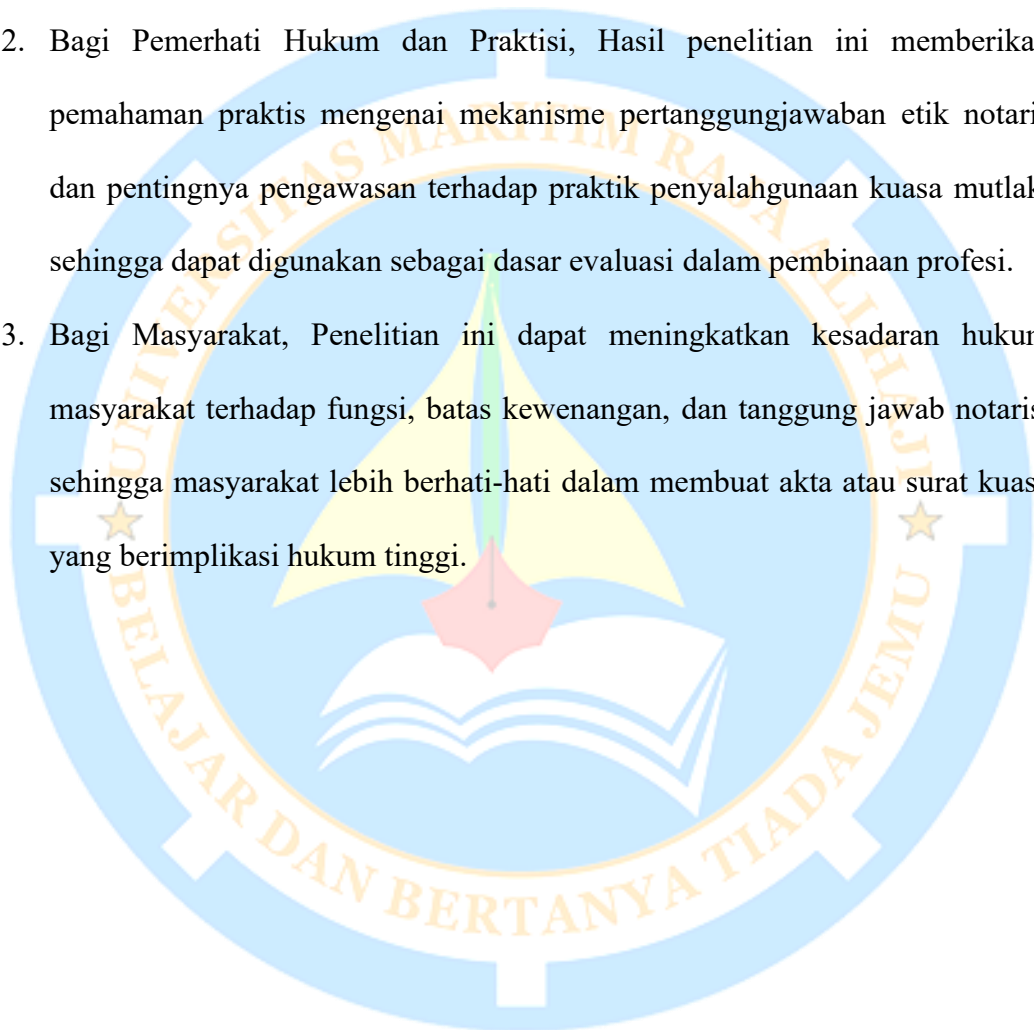 2. Bagi Pemerhati Hukum dan Praktisi, Hasil penelitian ini memberika
pemahaman praktis mengenai mekanisme pertanggungjawaban etik notari
dan pentingnya pengawasan terhadap praktik penyalahgunaan kuasa mutlak
sehingga dapat digunakan sebagai dasar evaluasi dalam pembinaan profesi.
3. Bagi Masyarakat, Penelitian ini dapat meningkatkan kesadaran hukum
masyarakat terhadap fungsi, batas kewenangan, dan tanggung jawab notaris
sehingga masyarakat lebih berhati-hati dalam membuat akta atau surat kuas
yang berimplikasi hukum tinggi.
UNIVERSITAS MARITIM RAJA ALI HAJI
BELAJAR DAN BERTANYA TIADA JEMU